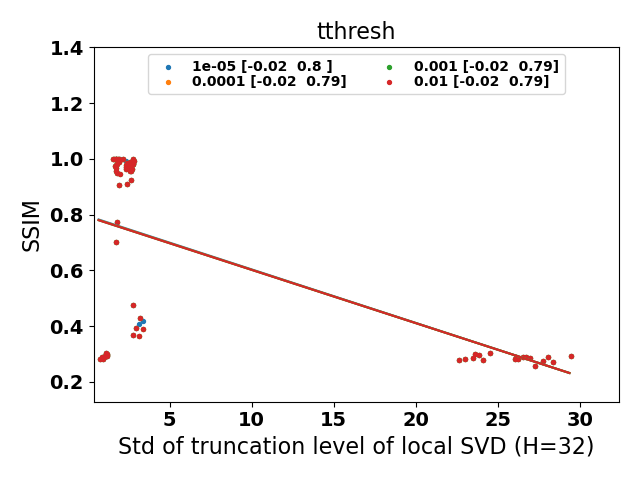 tthresh
1e-05 [-0.02  0.8 ]
0.0001 [-0.02  0.79]
0.001 [-0.02  0.79]
0.01 [-0.02  0.79]
SSIM
1.4
1.2
1.0
0.8
0.6
0.4
0.2
5 10 15 20 25 30
Std of truncation level of local SVD (H=32)